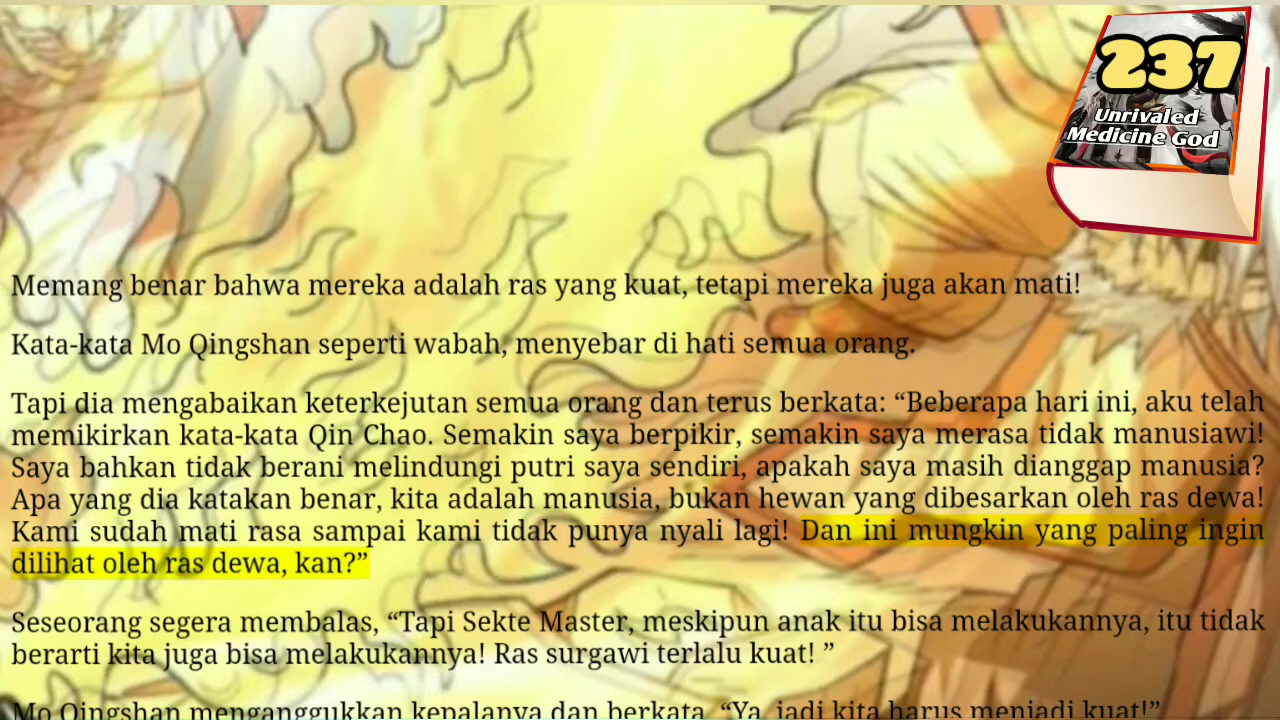 237
Unrivaled
Medicine God
Memang benar bahwa mereka adalah ras yang kuat, tetapi mereka juga akan mati!
Kata-kata Mo Qingshan seperti wabah, menyebar di hati semua orang.
Tapi dia mengabaikan keterkejutan semua orang dan terus berkata: “Beberapa hari ini, aku telah
memikirkan kata-kata Qin Chao. Semakin saya berpikir, semakin saya merasa tidak manusiawi!
Saya bahkan tidak berani melindungi putri saya sendiri, apakah saya masih dianggap manusia?
Apa yang dia katakan benar, kita adalah manusia, bukan hewan yang dibesarkan oleh ras dewa!
Kami sudah mati rasa sampai kami tidak punya nyali lagi! Dan ini mungkin yang paling ingin
dilihat oleh ras dewa, kan?”
Seseorang segera membalas, “Tapi Sekte Master, meskipun anak itu bisa melakukannya, itu tidak
berarti kita juga bisa melakukannya! Ras surgawi terlalu kuat! ”
Mo Qingshan menganggukkan kepalanya dan berkata, “Ya, jadi kita harus menjadi kuat!”